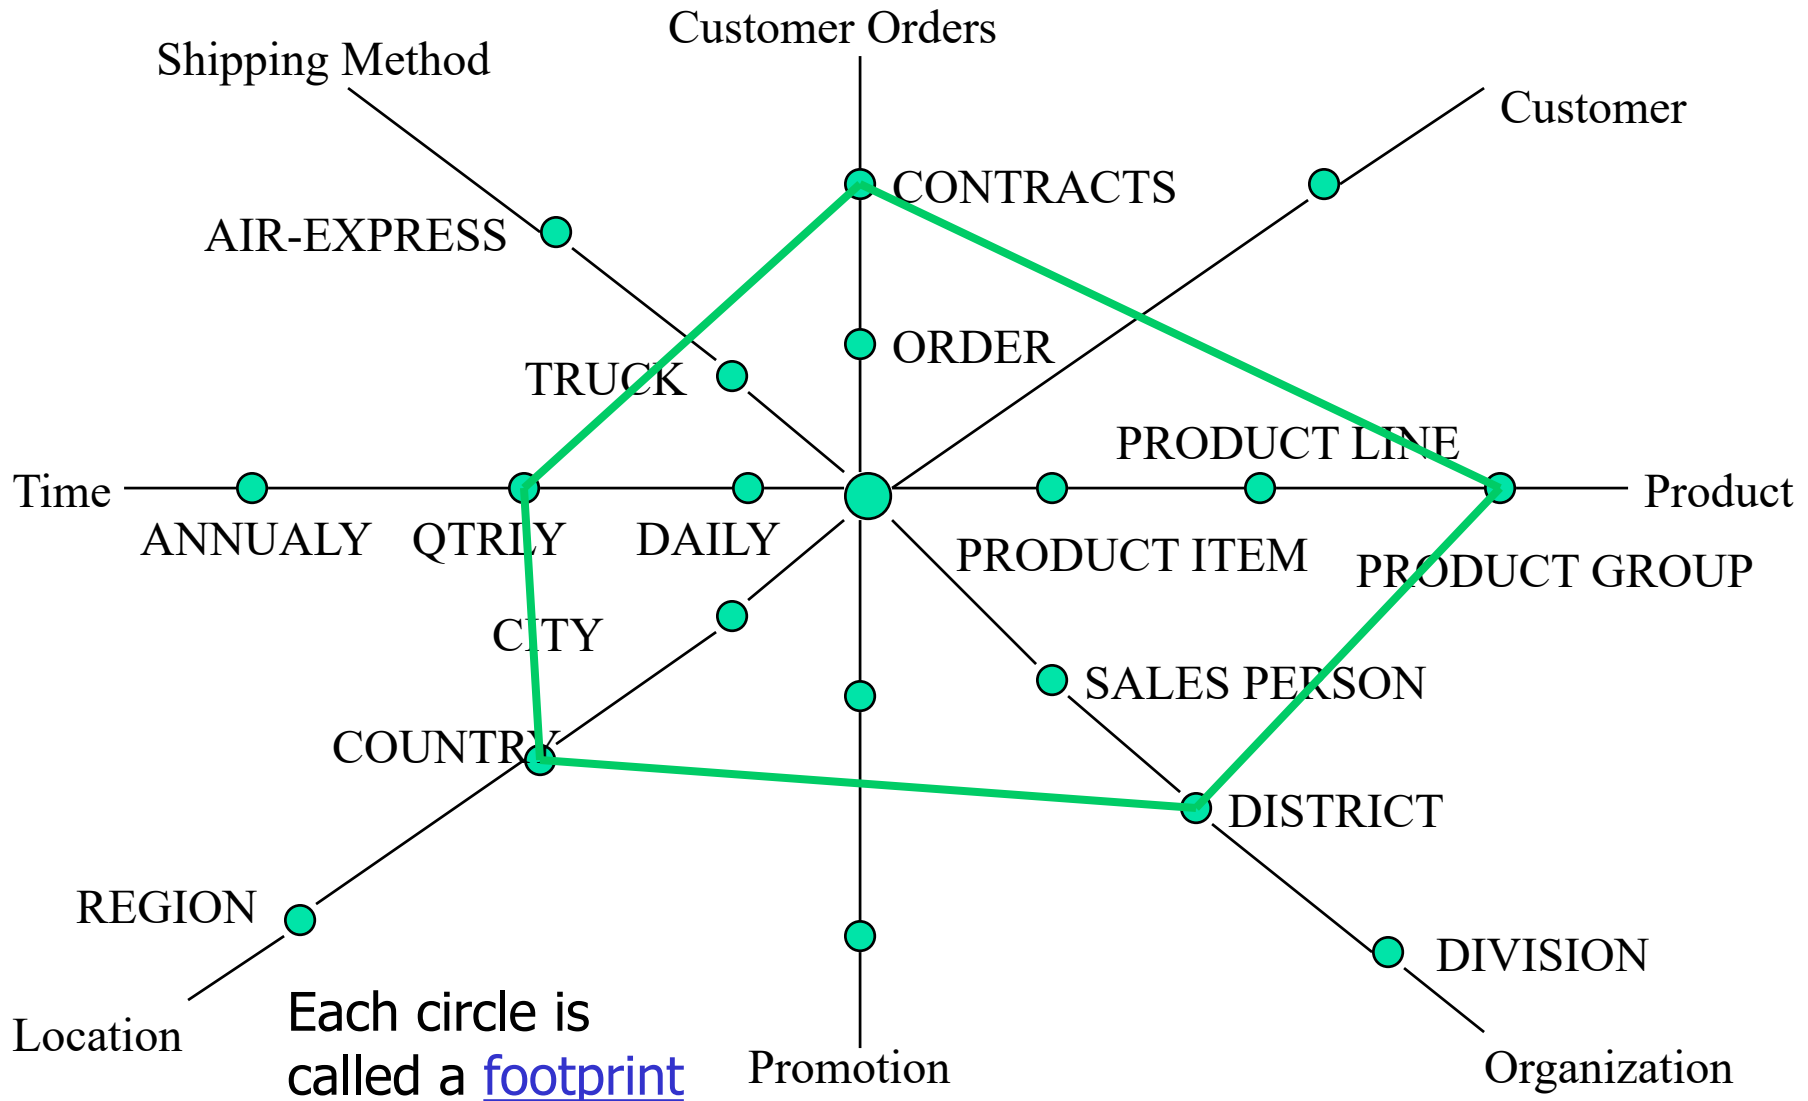 Customer Orders
Shipping Method
Customer
CONTRACTS
AIR-EXPRESS
ORDER
TRUCK
PRODUCT LINE
Time
Product
ANNUALY
QTRLY
DAILY
PRODUCT ITEM
PRODUCT GROUP
CITY
SALES PERSON
COUNTRY
DISTRICT
REGION
DIVISION
Each circle is
called a footprint
Location
Promotion
Organization